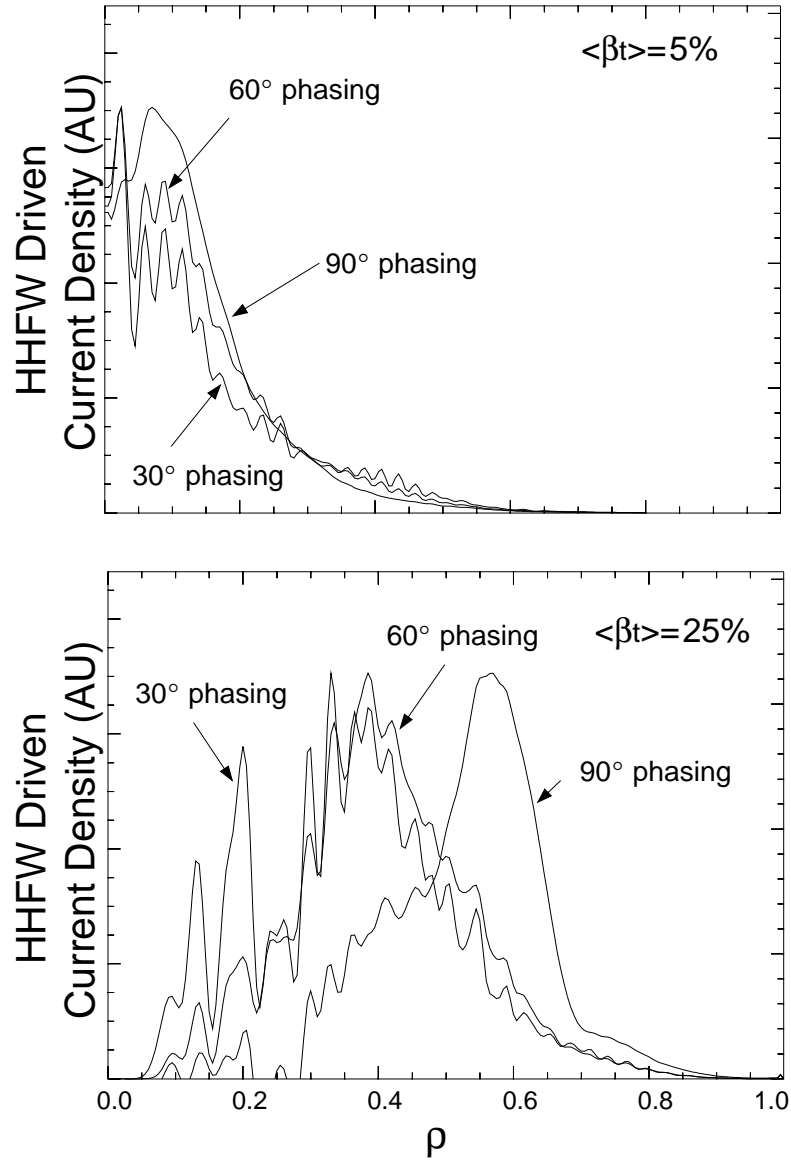 <βt>=5%
60° phasing
90° phasing
30° phasing
HHFW Driven
Current Density (AU)
<βt>=25%
60° phasing
30° phasing
90° phasing
HHFW Driven
Current Density (AU)
0.0 0.2 0.4 0.6 0.8 1.0
ρ